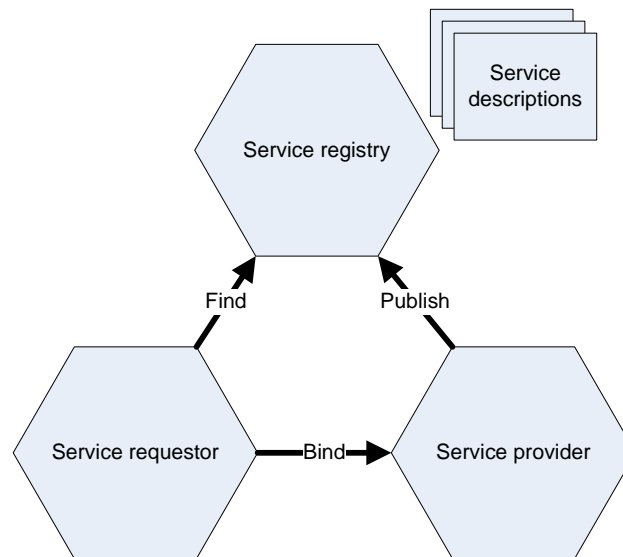 Service
descriptions
Service registry
Find
Publish
Service requestor
Bind
Service provider